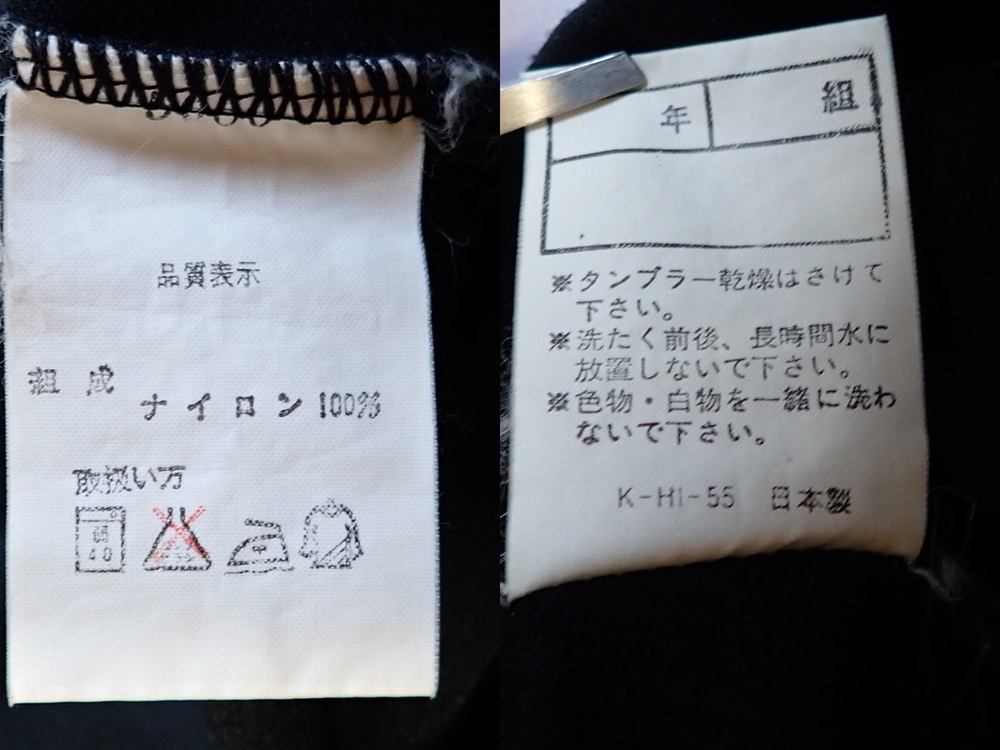 品質表示
組成
ナイロン100%
取扱い方
40
年
組
※タンブラー乾燥はさけて
下さい。
※洗たく前後、長時間水に
放置しないで下さい。
※色物・白物を一緒に洗わ
ないで下さい。
K-HI-55 日本製